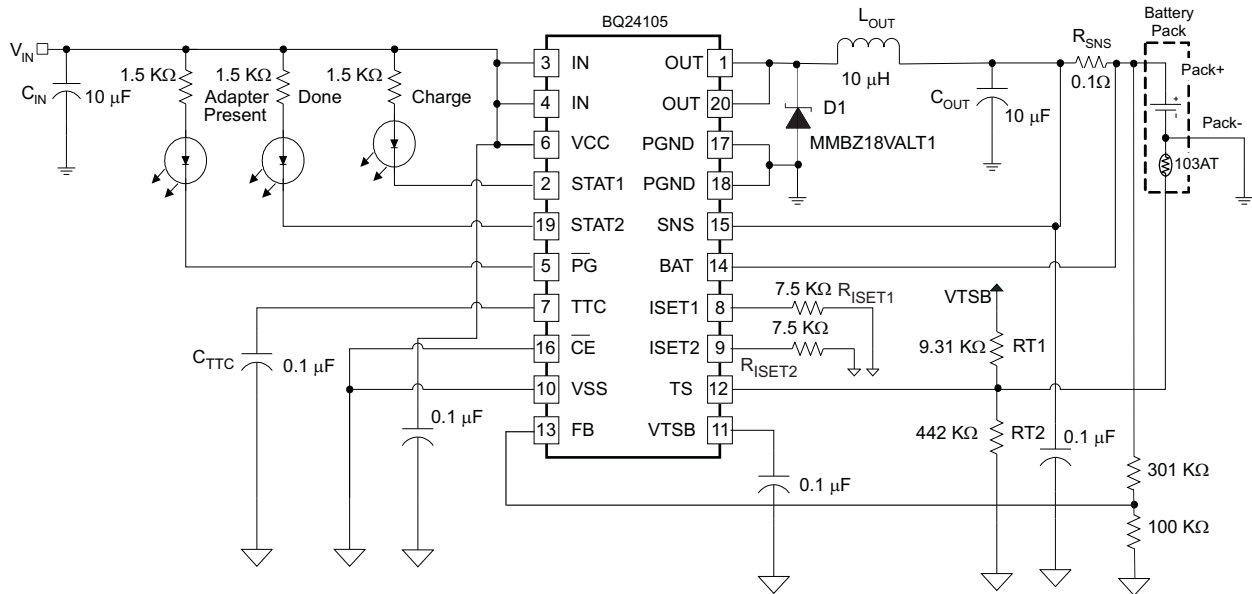 BQ24105
V_IN
C_IN
10 μF
1.5 KΩ
Adapter
Present
1.5 KΩ
Done
1.5 KΩ
Charge
3 IN
4 IN
6 VCC
2 STAT1
19 STAT2
5 P̅G̅
7 TTC
16 C̅E̅
10 VSS
13 FB
OUT 1
OUT 20
PGND 17
PGND 18
SNS 15
BAT 14
ISET1 8
ISET2 9
TS 12
VTSB 11
L_OUT
10 μH
D1
MMBZ18VALT1
C_OUT
10 μF
R_SNS
0.1Ω
Battery
Pack
Pack+
+
-
Pack-
103AT
7.5 KΩ R_ISET1
7.5 KΩ
R_ISET2
VTSB
9.31 KΩ RT1
442 KΩ RT2
0.1 μF
301 KΩ
100 KΩ
C_TTC
0.1 μF
0.1 μF
0.1 μF